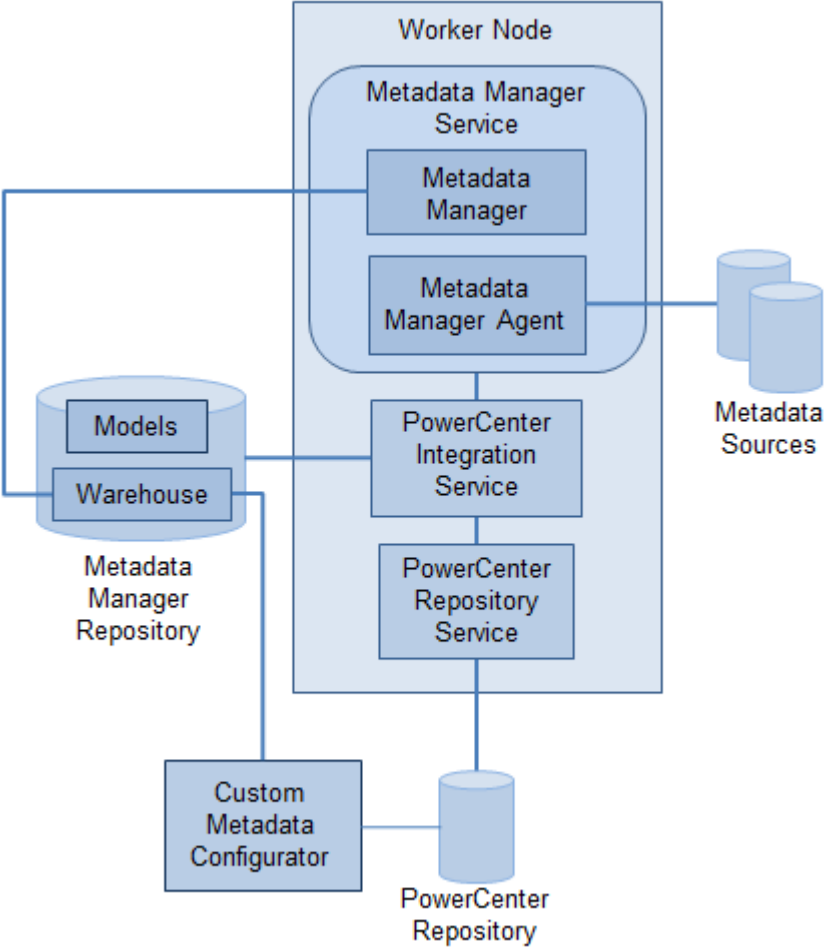 Worker Node
Metadata Manager
Service
Metadata
Manager
Metadata
Manager Agent
Metadata
Sources
PowerCenter
Integration
Service
Models
Warehouse
Metadata
Manager
Repository
PowerCenter
Repository
Service
Custom
Metadata
Configurator
PowerCenter
Repository